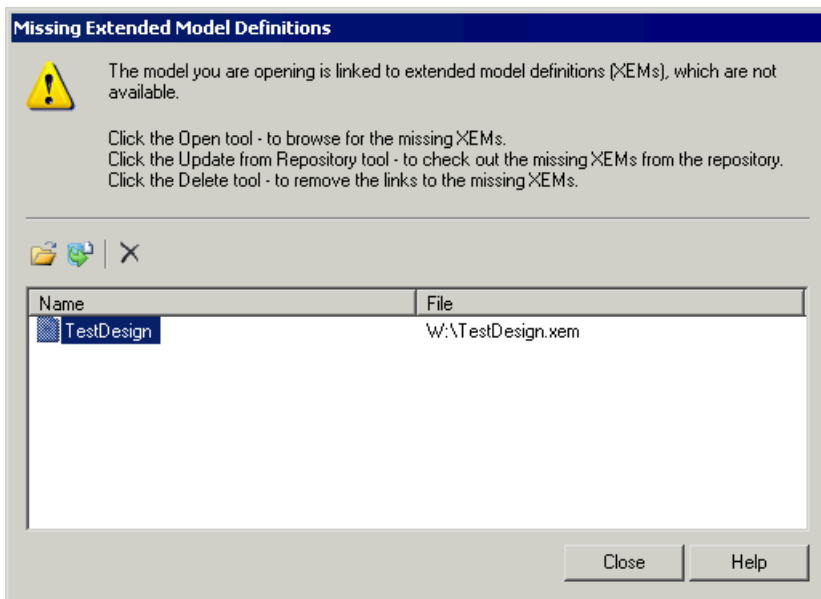 Missing Extended Model Definitions
The model you are opening is linked to extended model definitions (XEMs), which are not
available.
Click the Open tool - to browse for the missing XEMs.
Click the Update from Repository tool - to check out the missing XEMs from the repository.
Click the Delete tool - to remove the links to the missing XEMs.
Name File
TestDesign W:\TestDesign.xem
Close Help